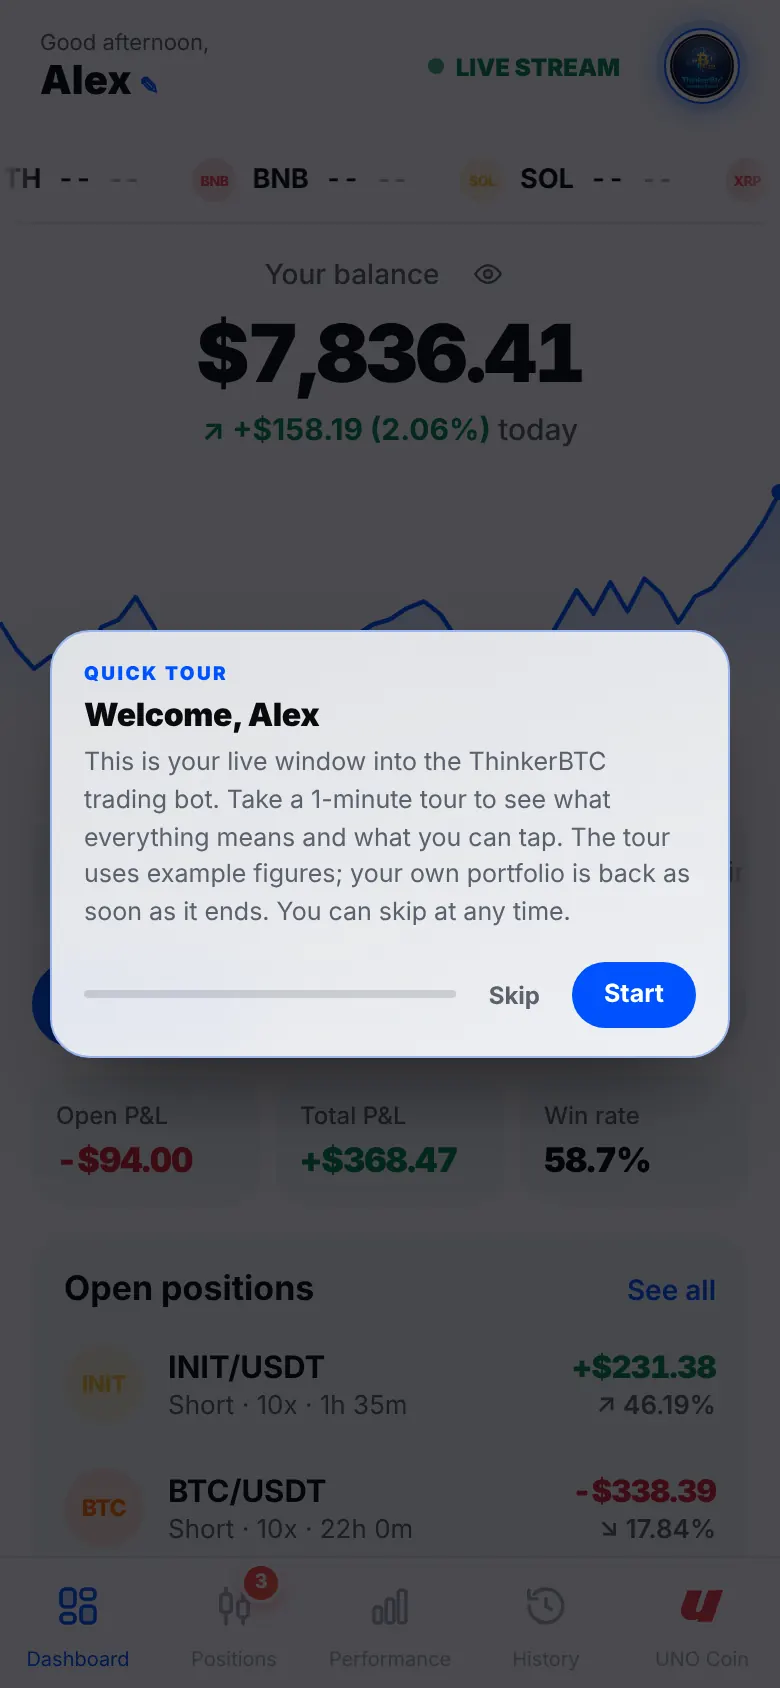 Good afternoon,
Alex
LIVE STREAM
TH -- --
BNB BNB -- --
SOL SOL -- --
XRP
Your balance
$7,836.41
+$158.19 (2.06%) today
QUICK TOUR
Welcome, Alex
This is your live window into the ThinkerBTC
trading bot. Take a 1-minute tour to see what
everything means and what you can tap. The tour
uses example figures; your own portfolio is back as
soon as it ends. You can skip at any time.
Skip
Start
Open P&L
-$94.00
Total P&L
+$368.47
Win rate
58.7%
Open positions
See all
INIT
INIT/USDT
+$231.38
Short · 10x · 1h 35m
46.19%
BTC
BTC/USDT
-$338.39
Short · 10x · 22h 0m
17.84%
3
Dashboard
Positions
Performance
History
UNO Coin